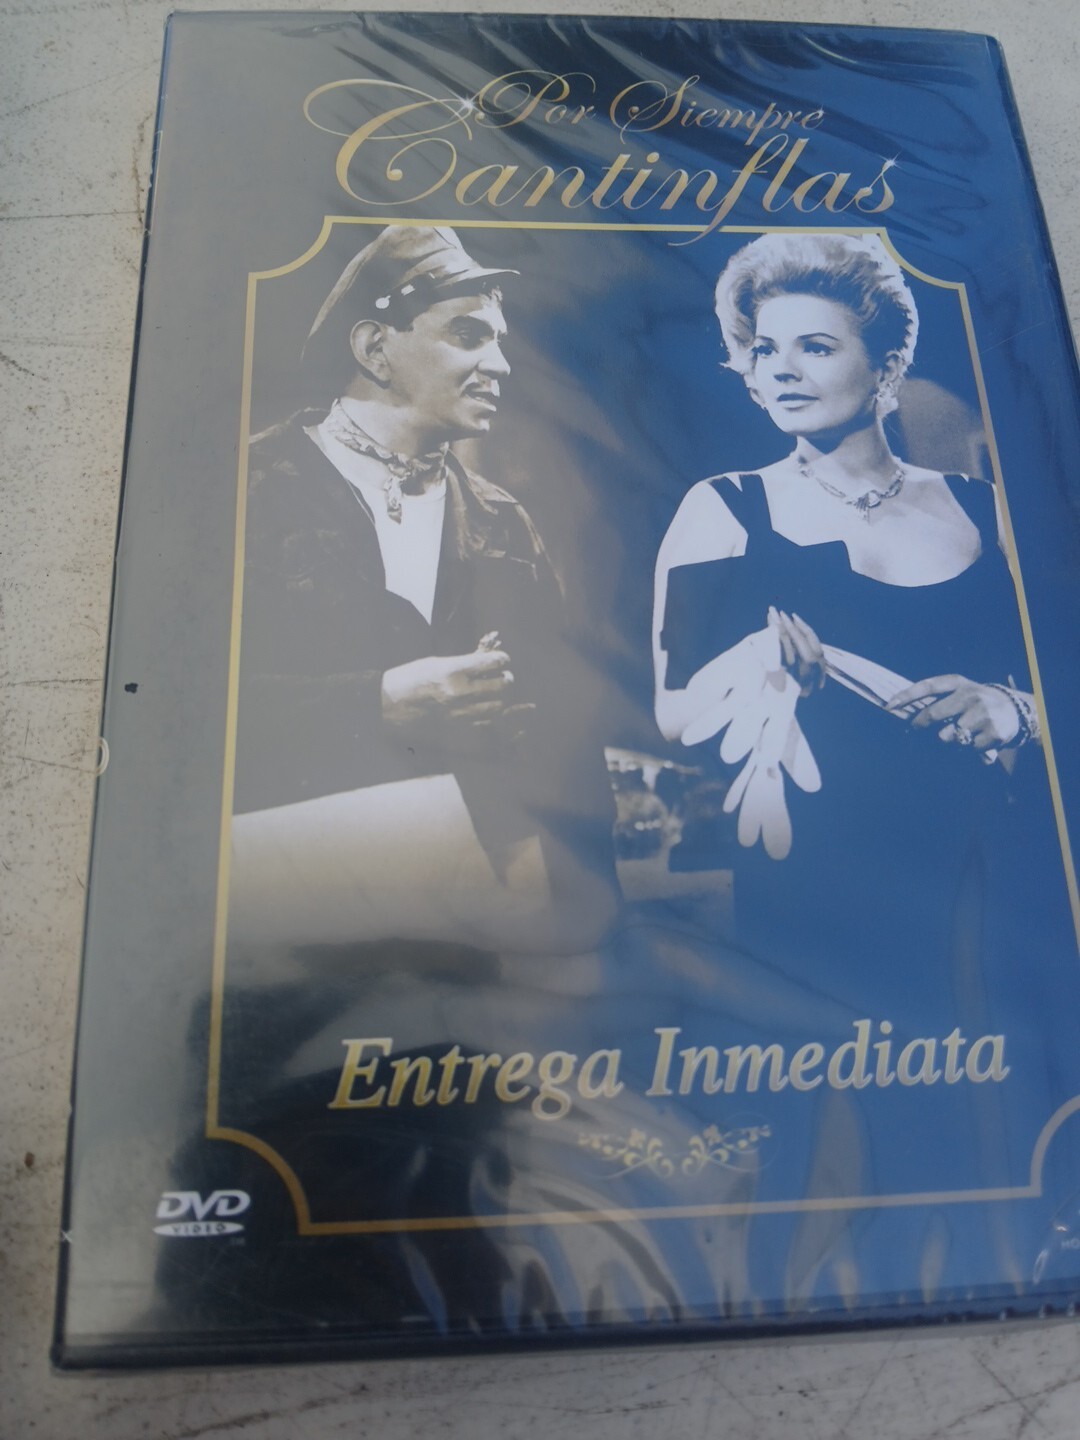 Por Siempre
Cantinflas
Entrega Inmediata
DVD
VIDEO